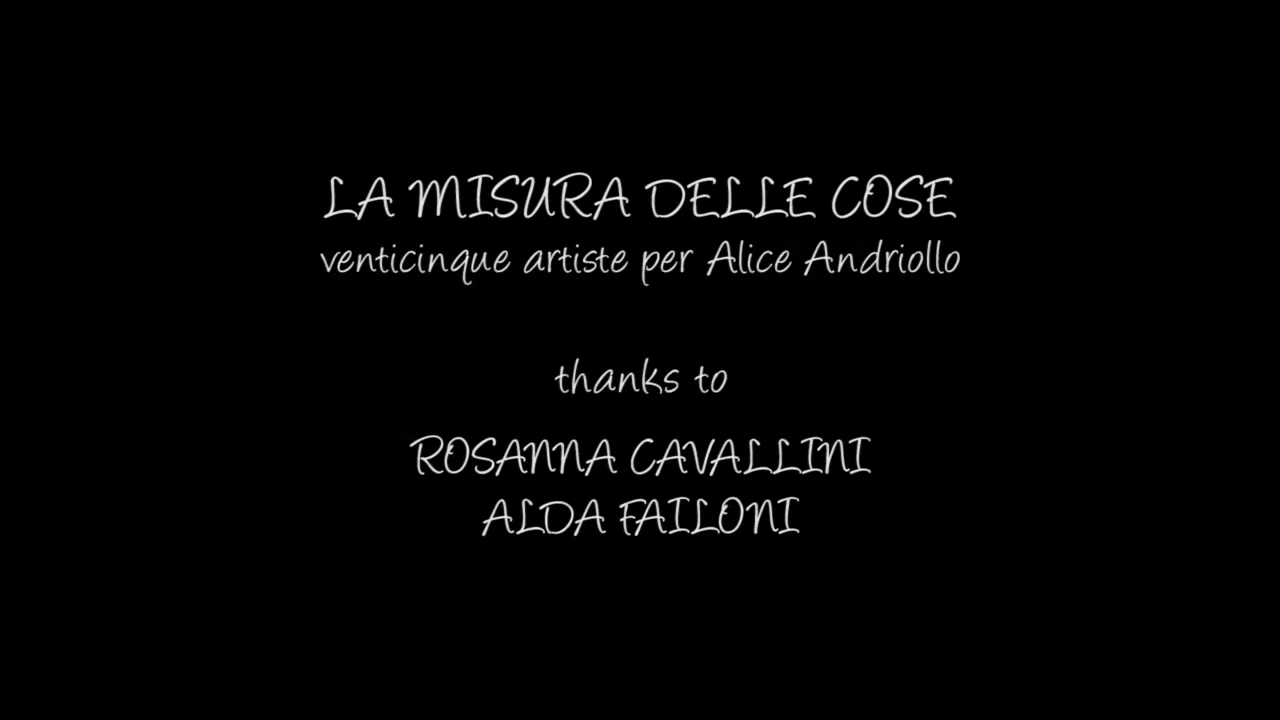 LA MISURA DELLE COSE
venticinque artiste per Alice Andriollo
thanks to
ROSANNA CAVALLINI
ALDA FAILONI